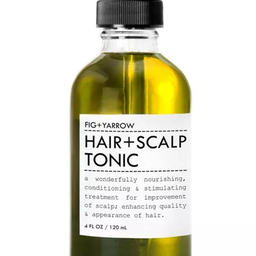 FIG+YARROW
HAIR+SCALP
TONIC
a wonderfully nourishing,
conditioning & stimulating
treatment for improvement
of scalp; enhancing quality
& appearance of hair.
4 FL OZ / 120 mL